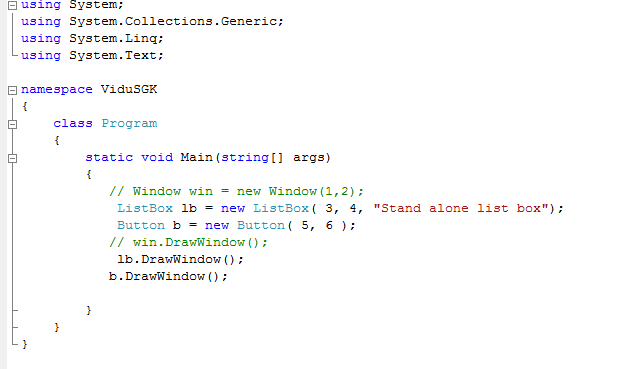 using System;
using System.Collections.Generic;
using System.Linq;
using System.Text;
namespace ViduSGK
{
class Program
{
static void Main(string[] args)
{
// Window win = new Window(1,2);
ListBox lb = new ListBox( 3, 4, "Stand alone list box");
Button b = new Button( 5, 6 );
// win.DrawWindow();
lb.DrawWindow();
b.DrawWindow();
}
}
}